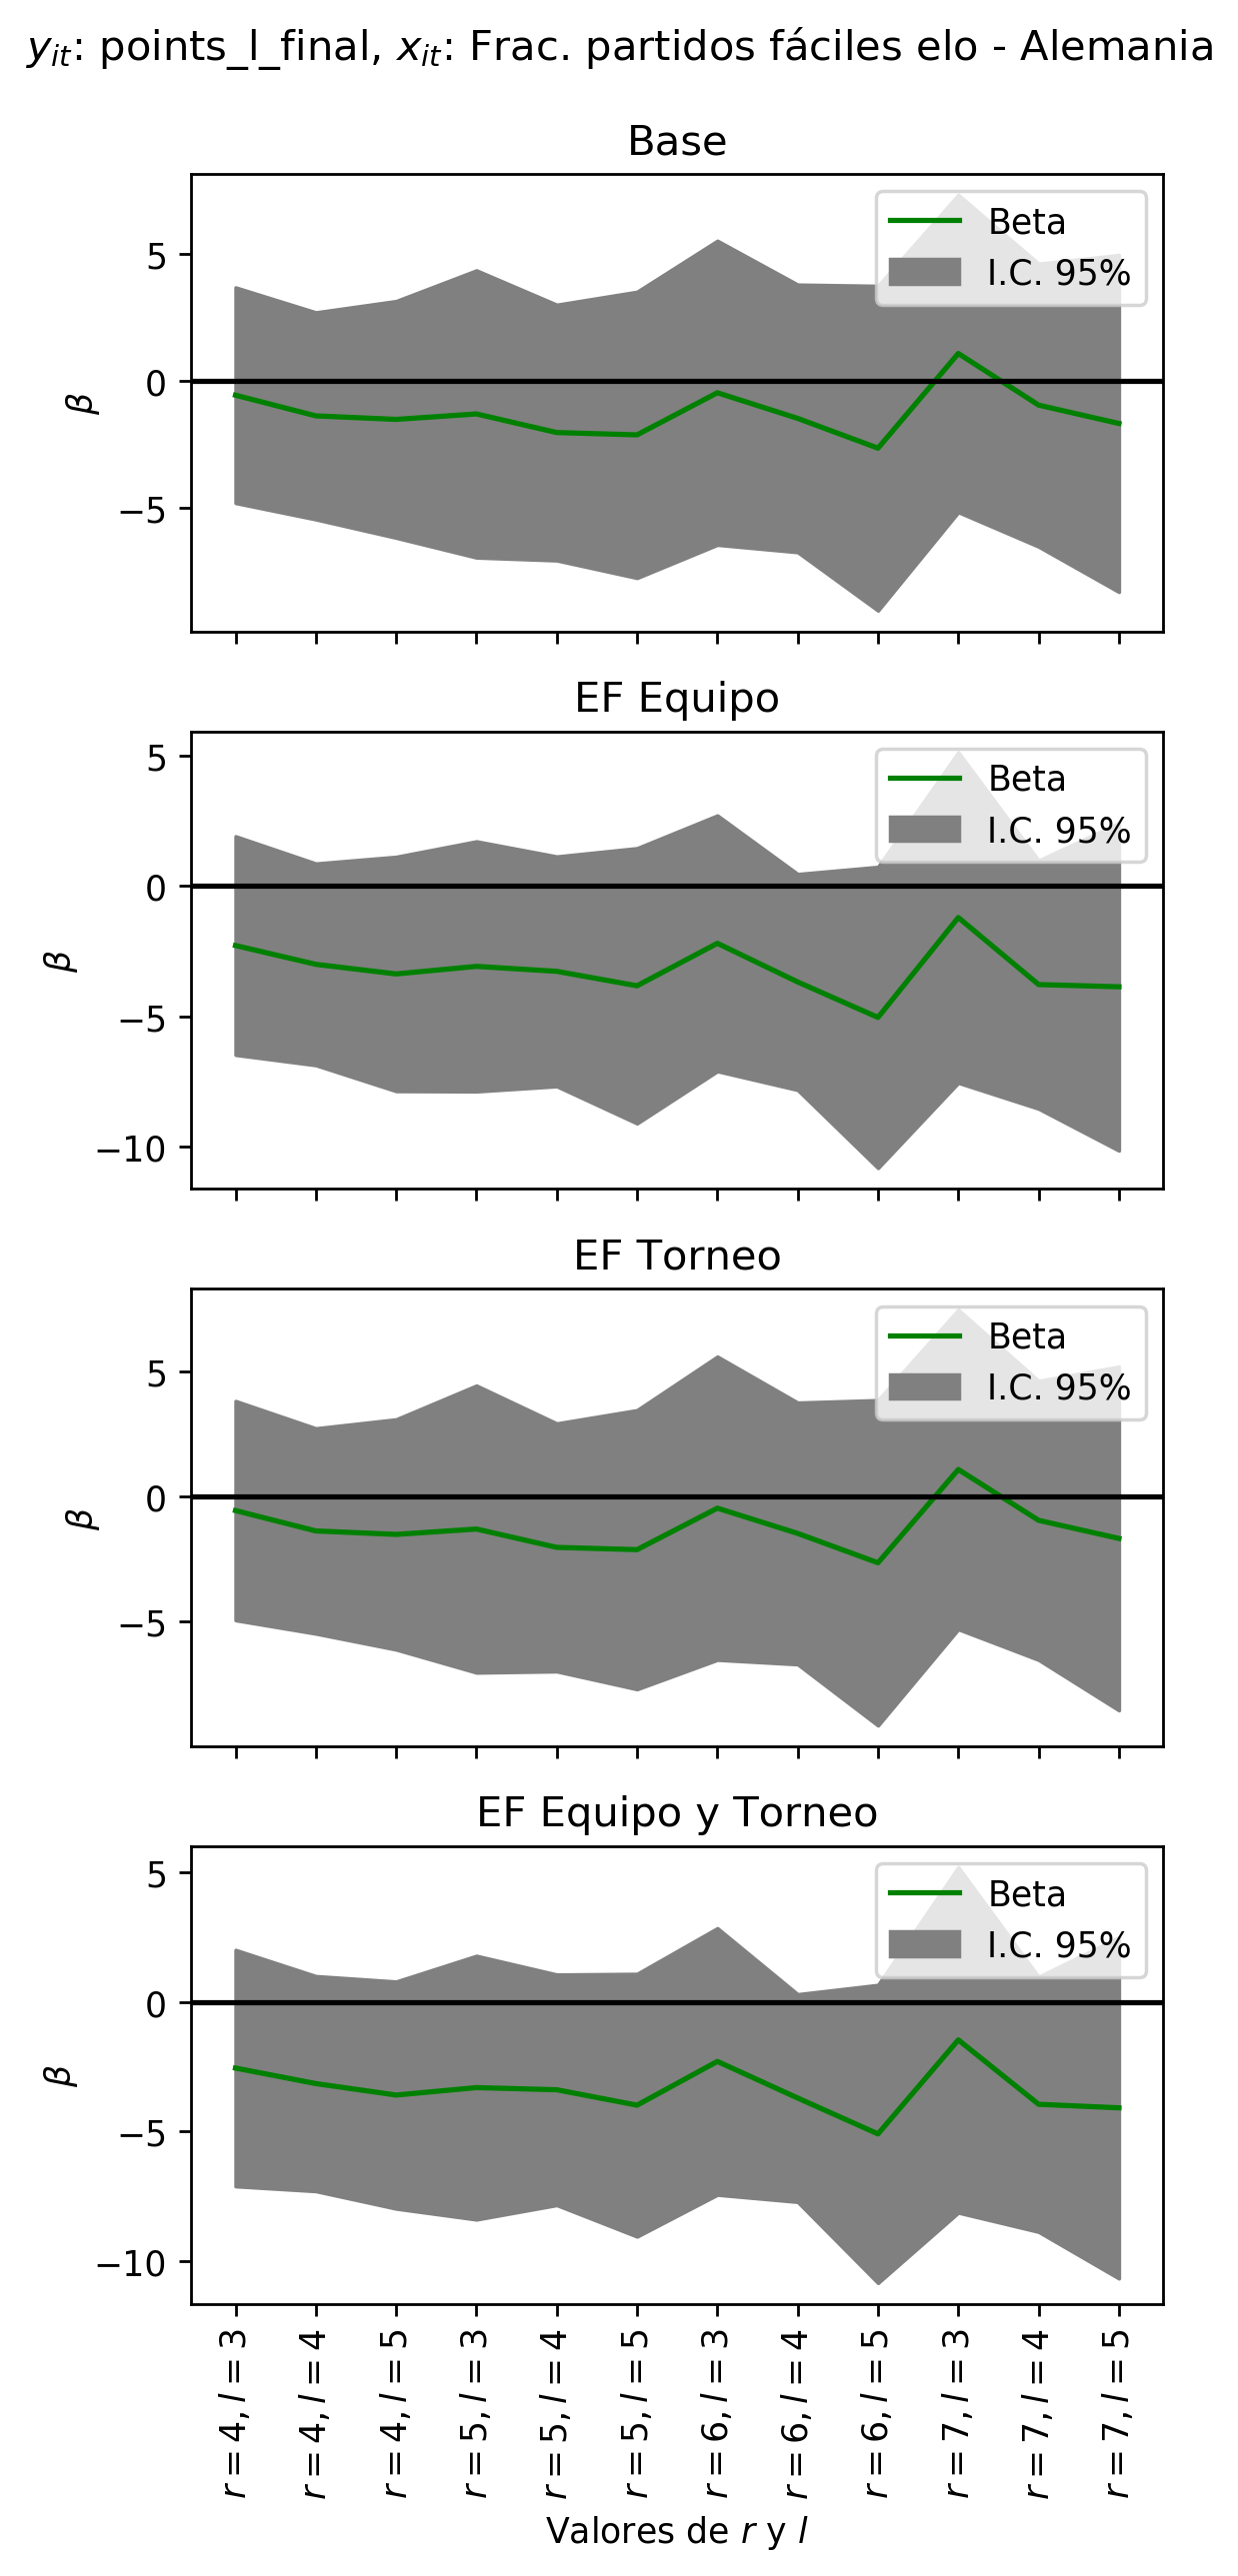 y_it: points_l_final, x_it: Frac. partidos fáciles elo - Alemania
Base
Beta
I.C. 95%
5
0
−5
β
EF Equipo
Beta
I.C. 95%
5
0
−5
−10
β
EF Torneo
Beta
I.C. 95%
5
0
−5
β
EF Equipo y Torneo
Beta
I.C. 95%
5
0
−5
−10
β
r = 4, l = 3
r = 4, l = 4
r = 4, l = 5
r = 5, l = 3
r = 5, l = 4
r = 5, l = 5
r = 6, l = 3
r = 6, l = 4
r = 6, l = 5
r = 7, l = 3
r = 7, l = 4
r = 7, l = 5
Valores de r y l